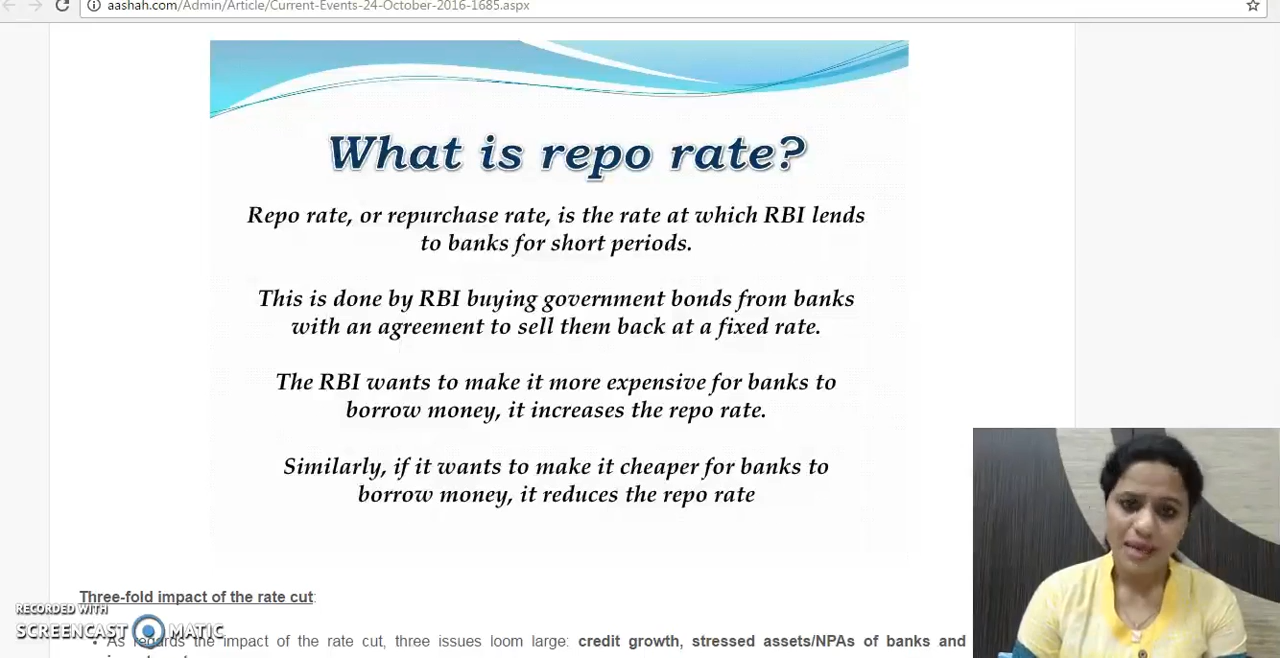 aashah.com/Admin/Article/Current-Events-24-October-2016-1685.aspx
What is repo rate?
Repo rate, or repurchase rate, is the rate at which RBI lends
to banks for short periods.
This is done by RBI buying government bonds from banks
with an agreement to sell them back at a fixed rate.
The RBI wants to make it more expensive for banks to
borrow money, it increases the repo rate.
Similarly, if it wants to make it cheaper for banks to
borrow money, it reduces the repo rate
Three-fold impact of the rate cut:
RECORDED WITH
SCREENCAST MATIC
• As regards the impact of the rate cut, three issues loom large: credit growth, stressed assets/NPAs of banks and